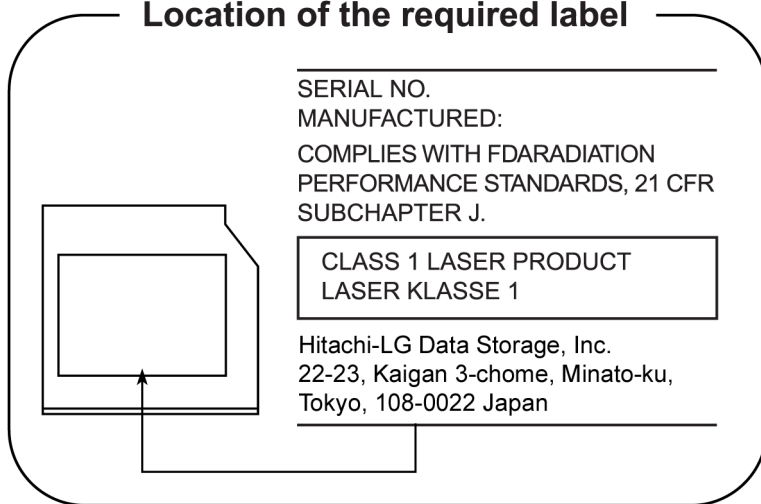 Location of the required label
SERIAL NO.
MANUFACTURED:
COMPLIES WITH FDARADIATION
PERFORMANCE STANDARDS, 21 CFR
SUBCHAPTER J.
CLASS 1 LASER PRODUCT
LASER KLASSE 1
Hitachi-LG Data Storage, Inc.
22-23, Kaigan 3-chome, Minato-ku,
Tokyo, 108-0022 Japan